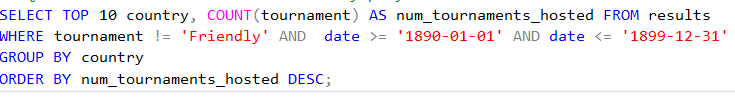 SELECT TOP 10 country, COUNT(tournament) AS num_tournaments_hosted FROM results
WHERE tournament != 'Friendly' AND  date >= '1890-01-01' AND date <= '1899-12-31'
GROUP BY country
ORDER BY num_tournaments_hosted DESC;